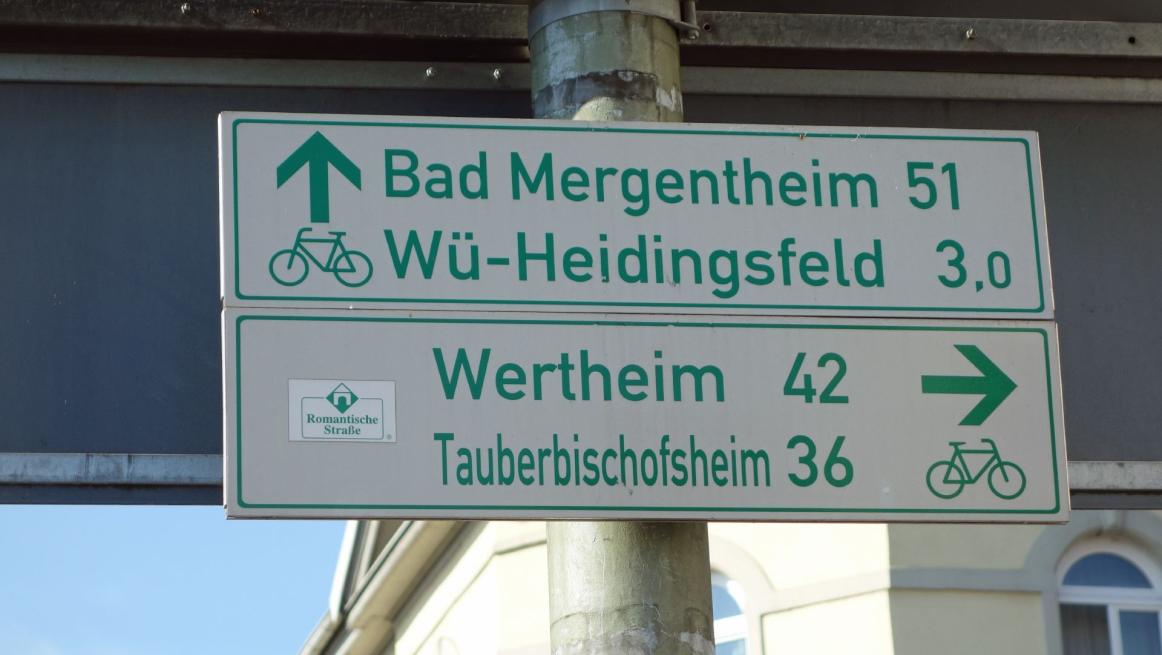 Bad Mergentheim 51
Wü-Heidingsfeld 3,0
Wertheim 42
Romantische
Straße
Tauberbischofsheim 36